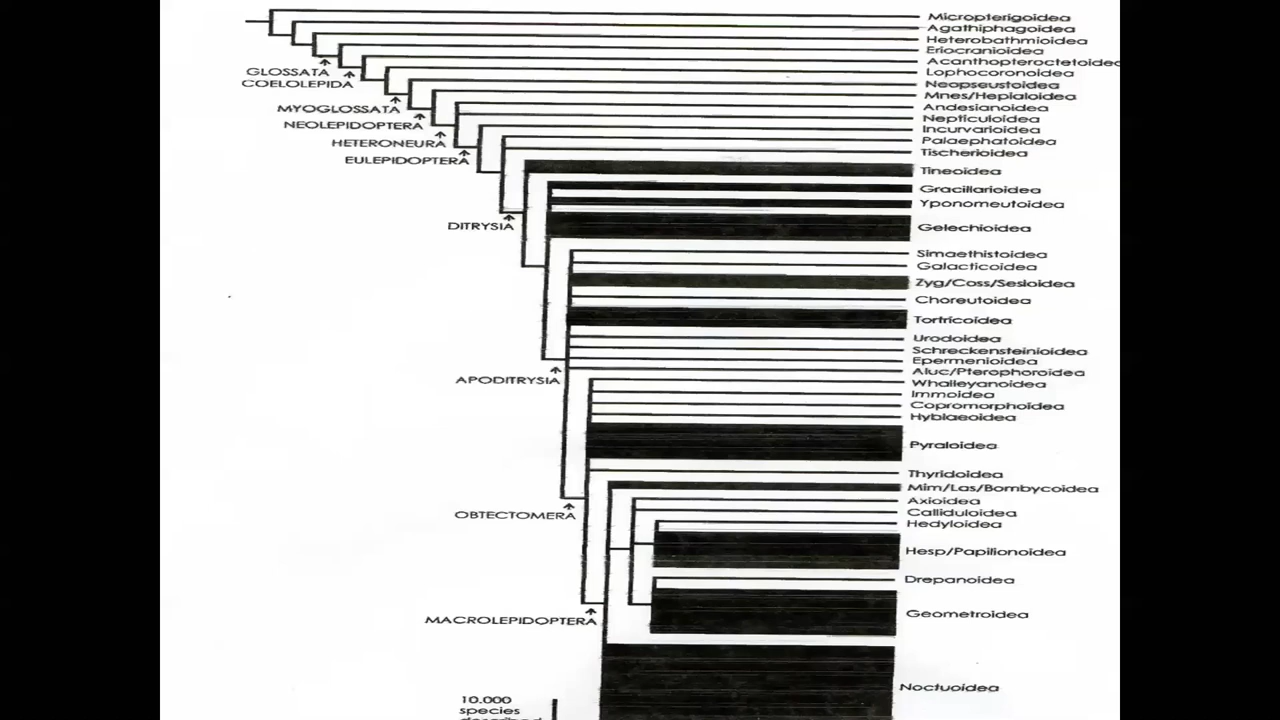 Micropterigoidea
Agathiphagoidea
Heterobathmioidea
Eriocranioidea
Acanthopteroctetoidea
GLOSSATA
Lophocoronoidea
COELOLEPIDA
Neopseustoidea
Mnes/Hepialoidea
MYOGLOSSATA
Andesianoidea
Nepticuloidea
NEOLEPIDOPTERA
Incurvarioidea
HETERONEURA
Palaephatoidea
Tischerioidea
EULEPIDOPTERA
Tineoidea
Gracillarioidea
Yponomeutoidea
DITRYSIA
Gelechioidea
Simaethistoidea
Galacticoidea
Zyg/Coss/Sesioidea
Choreutoidea
Tortricoidea
Urodoidea
Schreckensteinioidea
Epermenioidea
Aluc/Pterophoroidea
APODITRYSIA
Whalleyanoidea
Immoidea
Copromorphoidea
Hyblaeoidea
Pyraloidea
Thyridoidea
Mim/Las/Bombycoidea
Axioidea
Calliduloidea
OBTECTOMERA
Hedyloidea
Hesp/Papilionoidea
Drepanoidea
Geometroidea
MACROLEPIDOPTERA
Noctuoidea
10.000
species
described